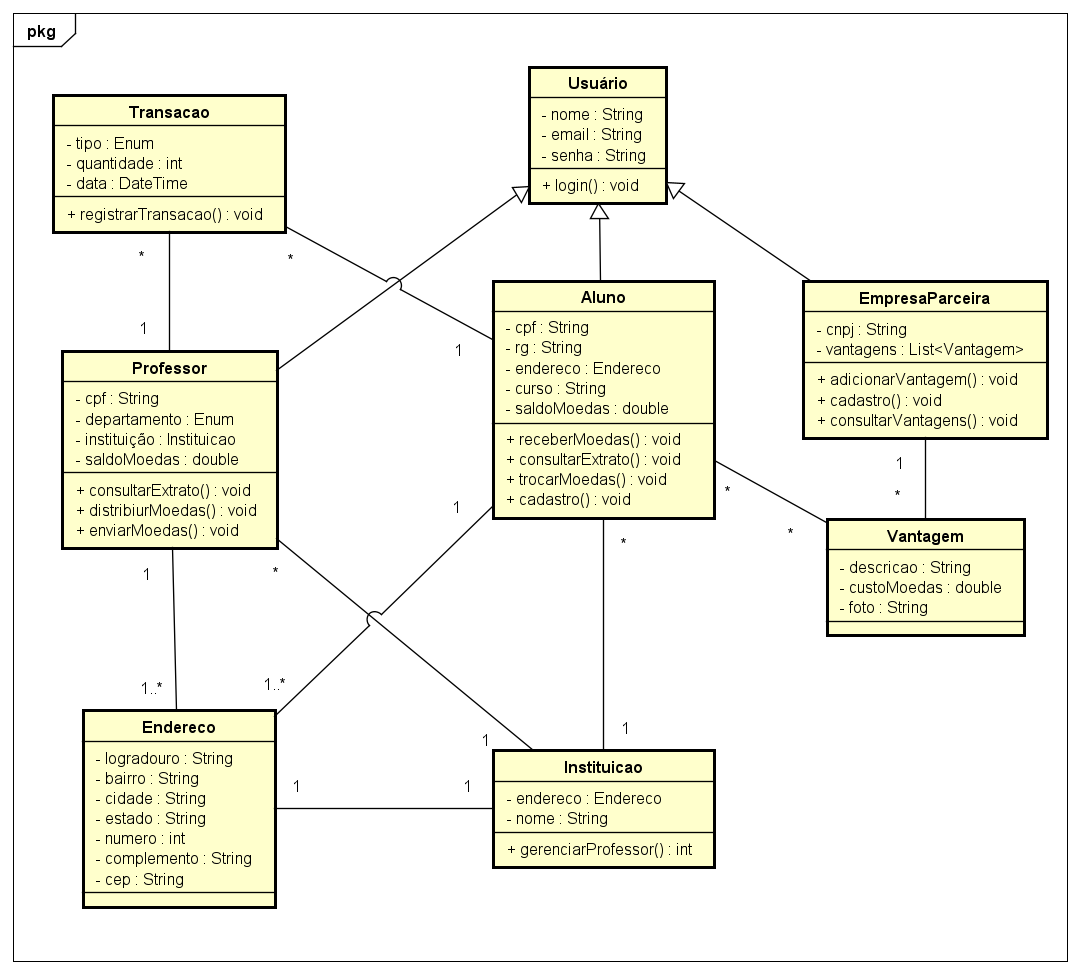 pkg
Usuário
- nome : String
- email : String
- senha : String
+ login() : void
Transacao
- tipo : Enum
- quantidade : int
- data : DateTime
+ registrarTransacao() : void
*
*
1
1
Aluno
- cpf : String
- rg : String
- endereco : Endereco
- curso : String
- saldoMoedas : double
+ receberMoedas() : void
+ consultarExtrato() : void
+ trocarMoedas() : void
+ cadastro() : void
EmpresaParceira
- cnpj : String
- vantagens : List<Vantagem>
+ adicionarVantagem() : void
+ cadastro() : void
+ consultarVantagens() : void
Professor
- cpf : String
- departamento : Enum
- instituição : Instituicao
- saldoMoedas : double
+ consultarExtrato() : void
+ distribiurMoedas() : void
+ enviarMoedas() : void
1
*
*
*
1
1
*
*
Vantagem
- descricao : String
- custoMoedas : double
- foto : String
1..*
1..*
1
1
Endereco
- logradouro : String
- bairro : String
- cidade : String
- estado : String
- numero : int
- complemento : String
- cep : String
1
1
Instituicao
- endereco : Endereco
- nome : String
+ gerenciarProfessor() : int